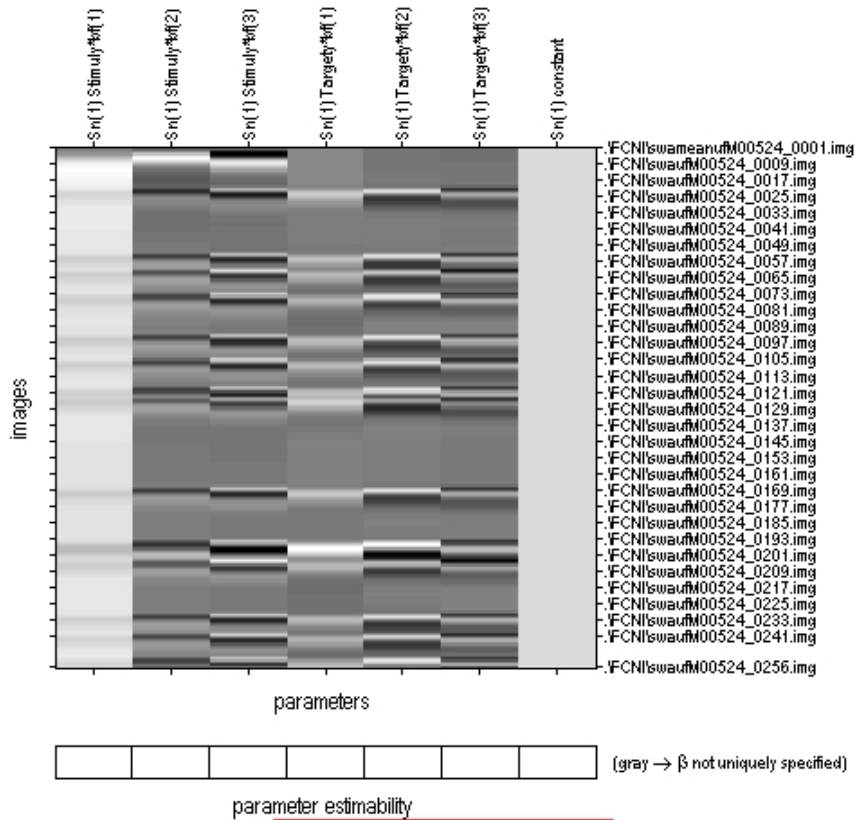 Sn(1) Stimuly*bf(1)
Sn(1) Stimuly*bf(2)
Sn(1) Stimuly*bf(3)
Sn(1) Targety*bf(1)
Sn(1) Targety*bf(2)
Sn(1) Targety*bf(3)
Sn(1) constant
.\FCNI\swameanufM00524_0001.img
.\FCNI\swaufM00524_0009.img
.\FCNI\swaufM00524_0017.img
.\FCNI\swaufM00524_0025.img
.\FCNI\swaufM00524_0033.img
.\FCNI\swaufM00524_0041.img
.\FCNI\swaufM00524_0049.img
.\FCNI\swaufM00524_0057.img
.\FCNI\swaufM00524_0065.img
.\FCNI\swaufM00524_0073.img
.\FCNI\swaufM00524_0081.img
.\FCNI\swaufM00524_0089.img
.\FCNI\swaufM00524_0097.img
.\FCNI\swaufM00524_0105.img
.\FCNI\swaufM00524_0113.img
.\FCNI\swaufM00524_0121.img
.\FCNI\swaufM00524_0129.img
.\FCNI\swaufM00524_0137.img
.\FCNI\swaufM00524_0145.img
.\FCNI\swaufM00524_0153.img
.\FCNI\swaufM00524_0161.img
.\FCNI\swaufM00524_0169.img
.\FCNI\swaufM00524_0177.img
.\FCNI\swaufM00524_0185.img
.\FCNI\swaufM00524_0193.img
.\FCNI\swaufM00524_0201.img
.\FCNI\swaufM00524_0209.img
.\FCNI\swaufM00524_0217.img
.\FCNI\swaufM00524_0225.img
.\FCNI\swaufM00524_0233.img
.\FCNI\swaufM00524_0241.img
.\FCNI\swaufM00524_0256.img
images
parameters
(gray → β not uniquely specified)
parameter estimability